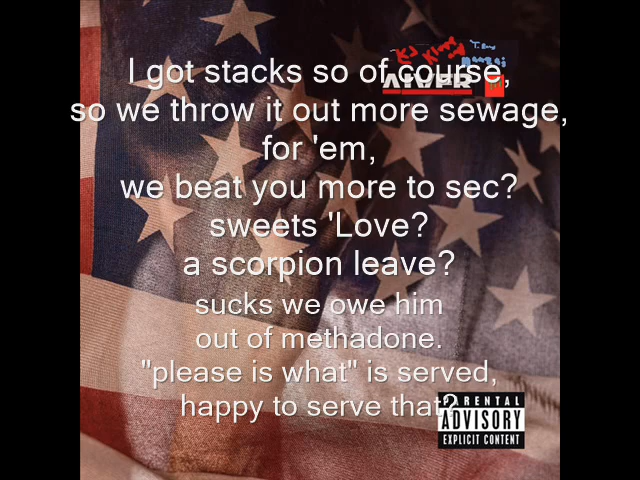 KJ Kizer
I got stacks so of course,
so we throw it out more sewage,
for 'em,
we beat you more to sec?
sweets 'Love?
a scorpion leave?
sucks we owe him
out of methadone.
"please is what" is served,
happy to serve that?
PARENTAL
ADVISORY
EXPLICIT CONTENT